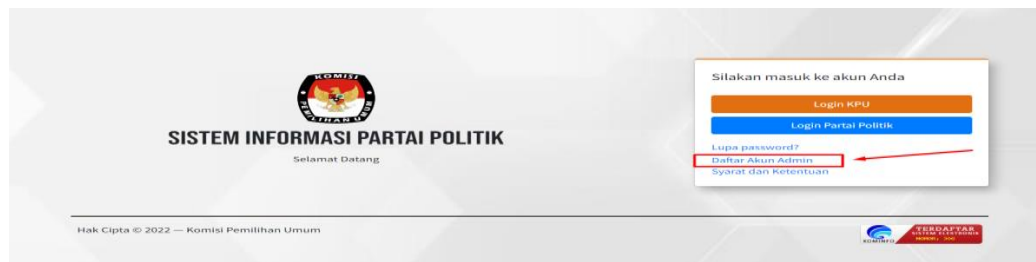 KOMISI
PEMILIHAN UMUM
SISTEM INFORMASI PARTAI POLITIK
Selamat Datang
Silakan masuk ke akun Anda
Login KPU
Login Partai Politik
Lupa password?
Daftar Akun Admin
Syarat dan Ketentuan
Hak Cipta © 2022 — Komisi Pemilihan Umum
KOMINFO
TERDAFTAR
SISTEM ELEKTRONIK